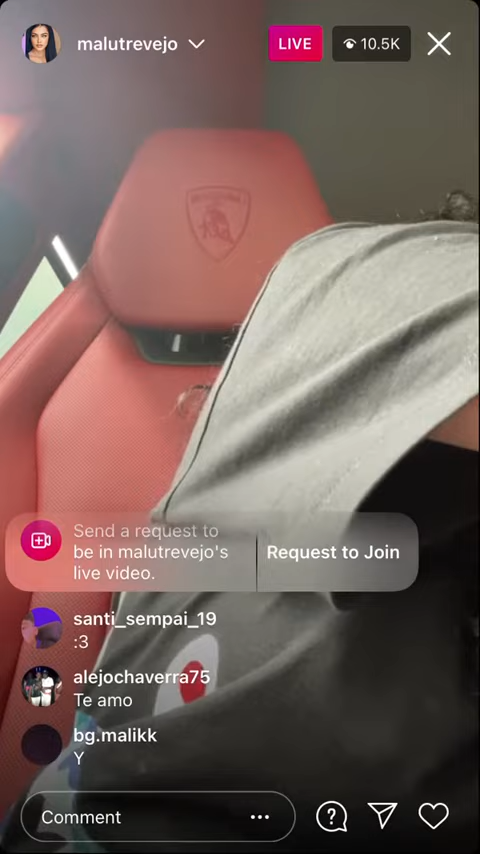 malutrevejo
LIVE
10.5K
Send a request to
be in malutrevejo's
live video.
Request to Join
santi_sempai_19
:3
alejochaverra75
Te amo
bg.malikk
Y
Comment